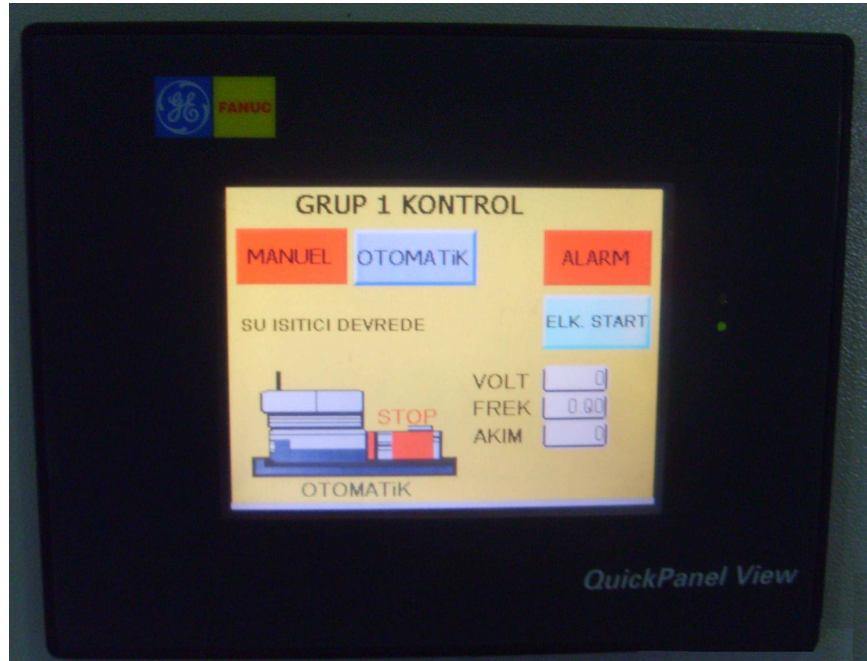 GE FANUC
GRUP 1 KONTROL
MANUEL OTOMATiK ALARM
SU ISITICI DEVREDE ELK. START
VOLT 0
STOP FREK 0.00
AKIM 0
OTOMATiK
QuickPanel View